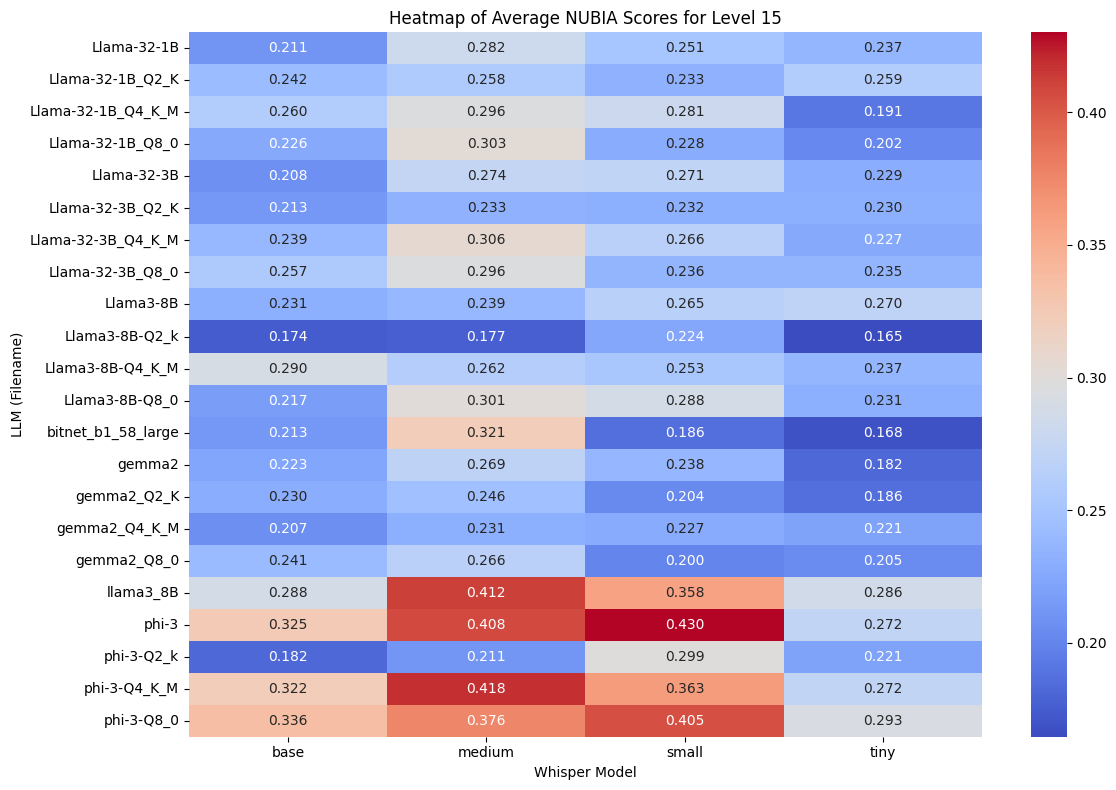 Heatmap of Average NUBIA Scores for Level 15
Llama-32-1B 0.211 0.282 0.251 0.237
Llama-32-1B_Q2_K 0.242 0.258 0.233 0.259
Llama-32-1B_Q4_K_M 0.260 0.296 0.281 0.191
Llama-32-1B_Q8_0 0.226 0.303 0.228 0.202
Llama-32-3B 0.208 0.274 0.271 0.229
Llama-32-3B_Q2_K 0.213 0.233 0.232 0.230
Llama-32-3B_Q4_K_M 0.239 0.306 0.266 0.227
Llama-32-3B_Q8_0 0.257 0.296 0.236 0.235
Llama3-8B 0.231 0.239 0.265 0.270
Llama3-8B-Q2_k 0.174 0.177 0.224 0.165
Llama3-8B-Q4_K_M 0.290 0.262 0.253 0.237
Llama3-8B-Q8_0 0.217 0.301 0.288 0.231
bitnet_b1_58_large 0.213 0.321 0.186 0.168
gemma2 0.223 0.269 0.238 0.182
gemma2_Q2_K 0.230 0.246 0.204 0.186
gemma2_Q4_K_M 0.207 0.231 0.227 0.221
gemma2_Q8_0 0.241 0.266 0.200 0.205
llama3_8B 0.288 0.412 0.358 0.286
phi-3 0.325 0.408 0.430 0.272
phi-3-Q2_k 0.182 0.211 0.299 0.221
phi-3-Q4_K_M 0.322 0.418 0.363 0.272
phi-3-Q8_0 0.336 0.376 0.405 0.293
base medium small tiny
Whisper Model
LLM (Filename)
0.40
0.35
0.30
0.25
0.20